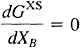 dG^XS/dX_B = 0